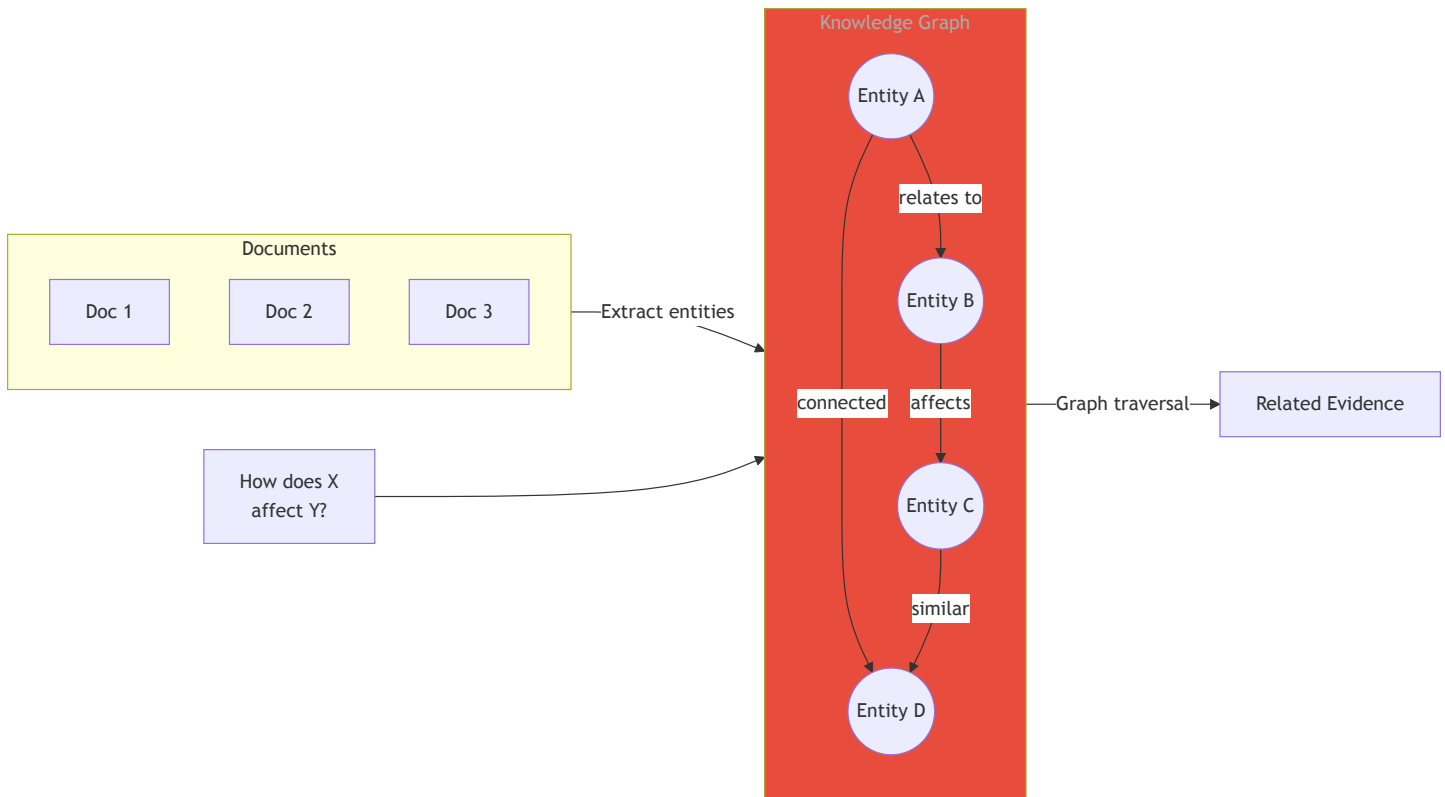 Documents
Doc 1
Doc 2
Doc 3
Extract entities
How does X
affect Y?
Knowledge Graph
Entity A
relates to
Entity B
connected
affects
Entity C
similar
Entity D
Graph traversal
Related Evidence